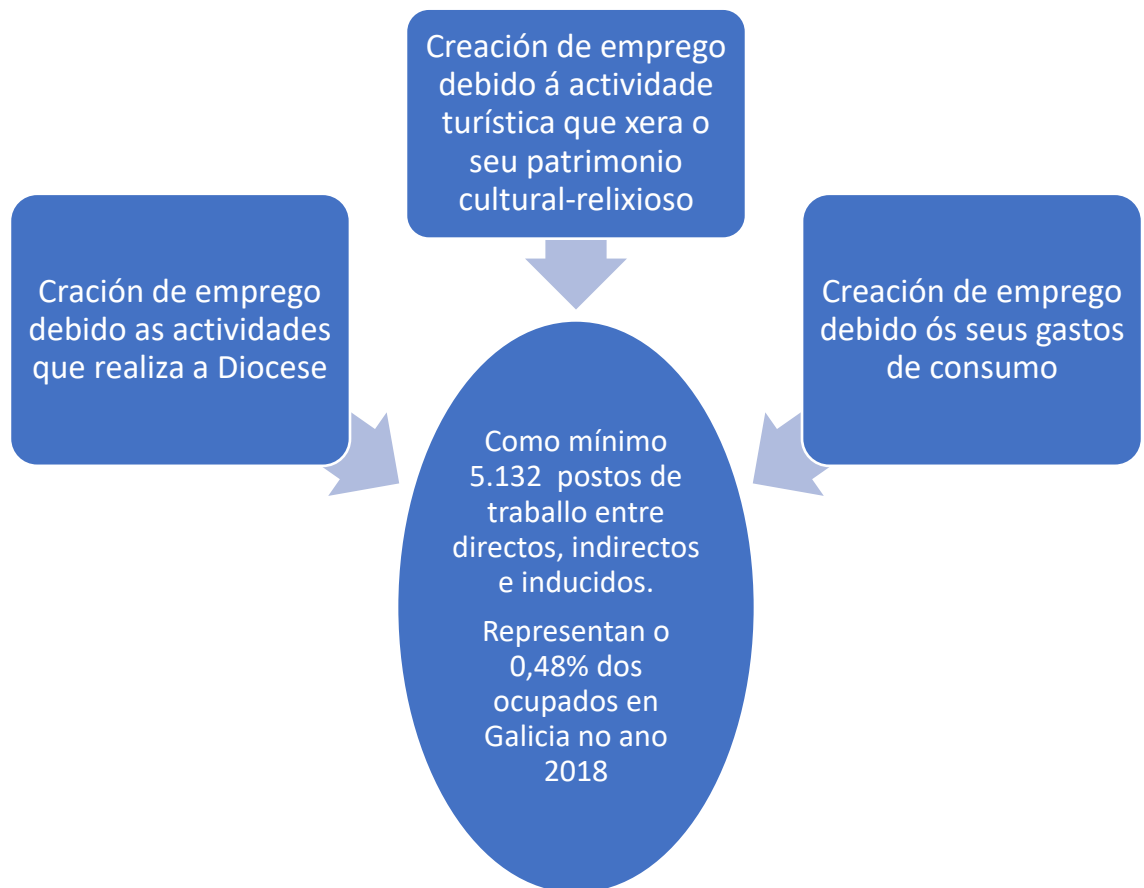 Creación de emprego
debido á actividade
turística que xera o
seu patrimonio
cultural-relixioso
Cración de emprego
debido as actividades
que realiza a Diocese
Creación de emprego
debido ós seus gastos
de consumo
Como mínimo
5.132 postos de
traballo entre
directos, indirectos
e inducidos.
Representan o
0,48% dos
ocupados en
Galicia no ano
2018